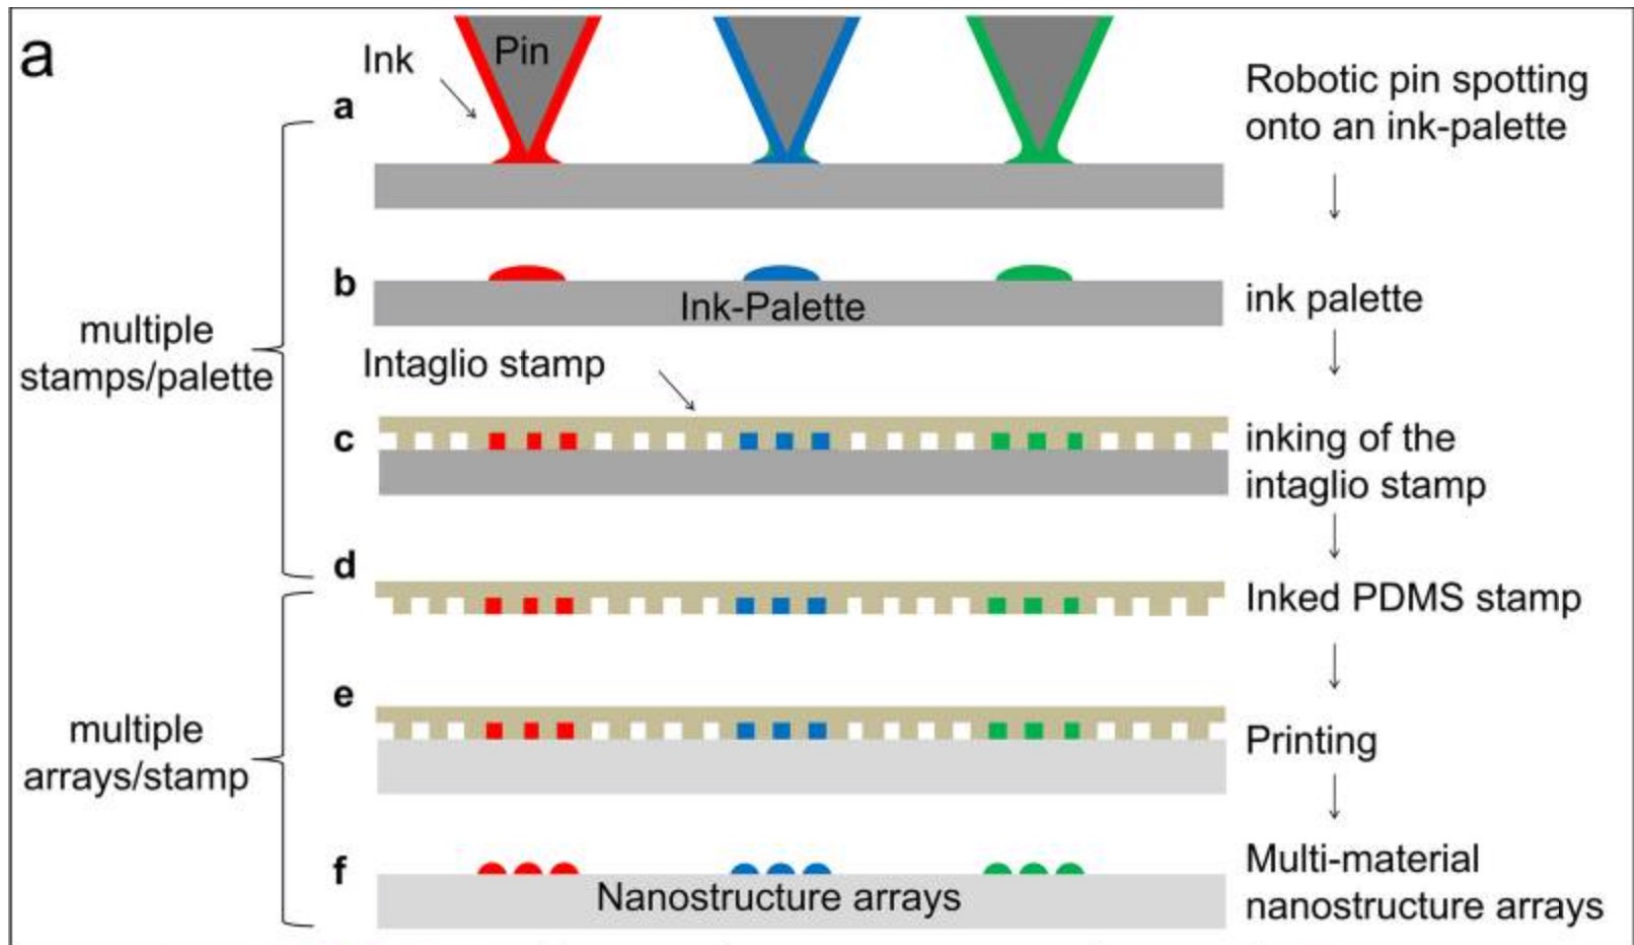 a
Ink
Pin
a
Robotic pin spotting
onto an ink-palette
b
Ink-Palette
ink palette
multiple
stamps/palette
Intaglio stamp
c
inking of the
intaglio stamp
d
Inked PDMS stamp
e
Printing
multiple
arrays/stamp
f
Nanostructure arrays
Multi-material
nanostructure arrays